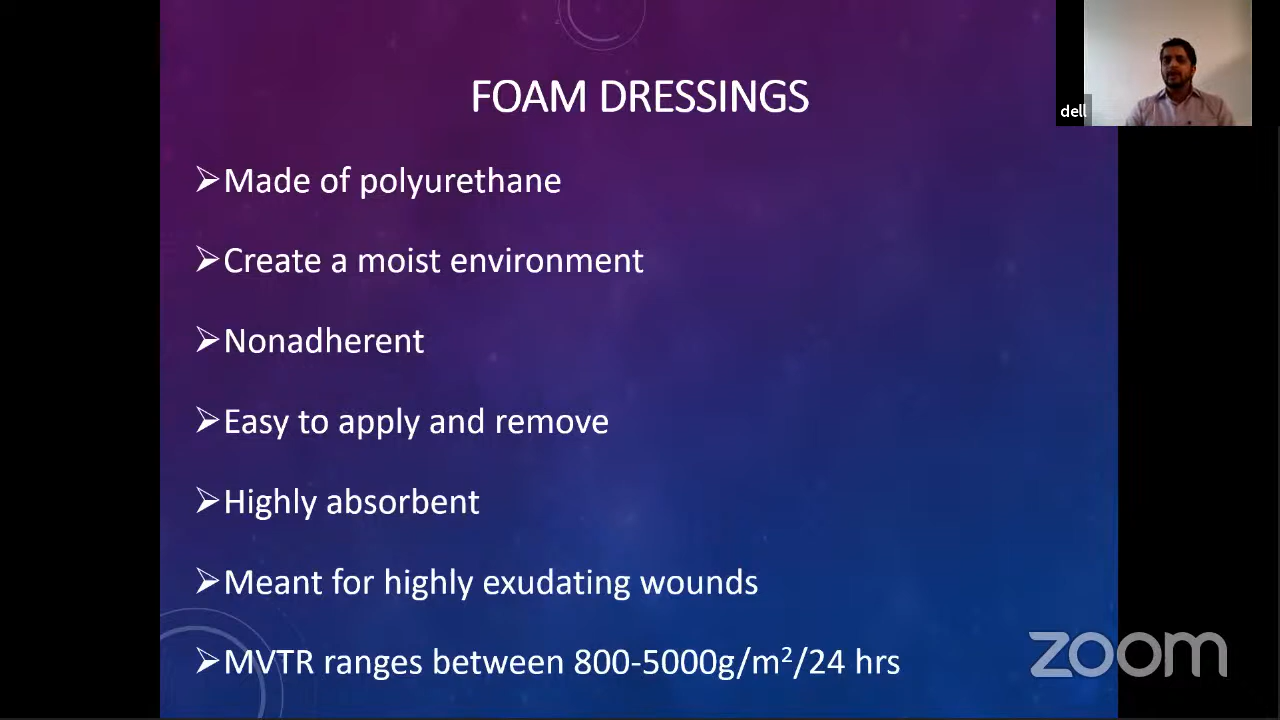 FOAM DRESSINGS
dell
➢Made of polyurethane
➢Create a moist environment
➢Nonadherent
➢Easy to apply and remove
➢Highly absorbent
➢Meant for highly exudating wounds
➢MVTR ranges between 800-5000g/m²/24 hrs
zoom